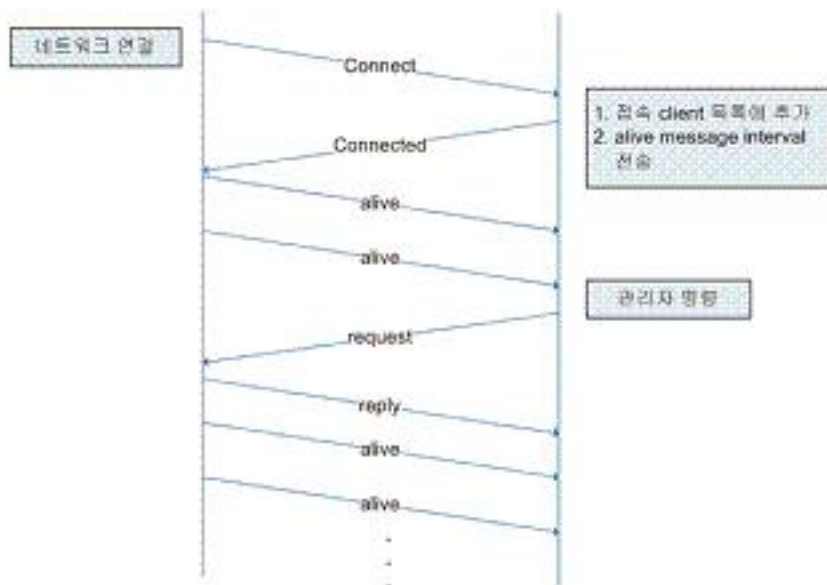 네트워크 연결
Connect
1. 접속 client 목록에 추가
2. alive message interval
전송
Connected
alive
alive
관리자 명령
request
reply
alive
alive